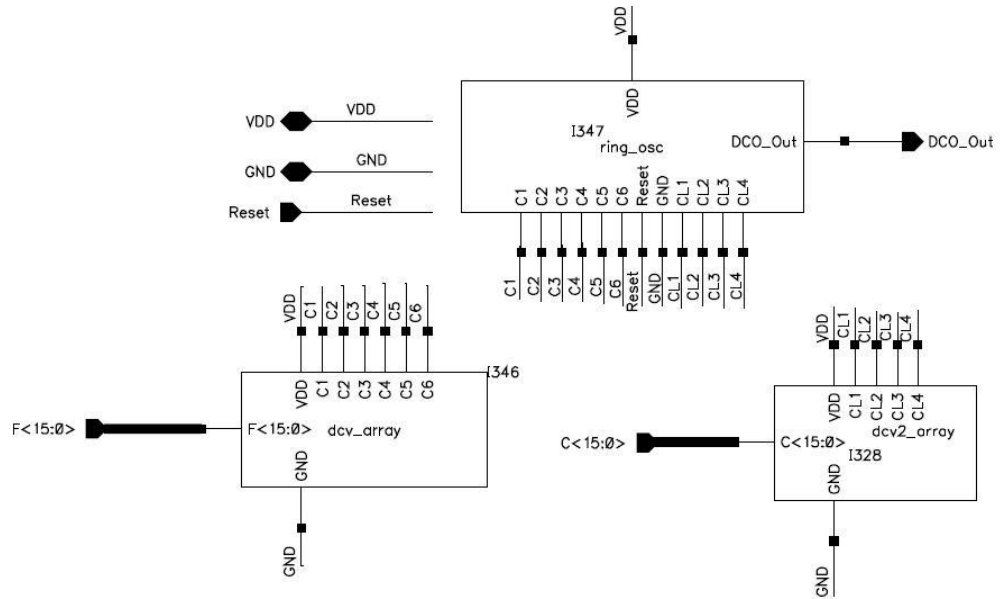 VDD
VDD
I347
ring_osc
DCO_Out
DCO_Out
C1 C2 C3 C4 C5 C6 Reset GND CL1 CL2 CL3 CL4
C1 C2 C3 C4 C5 C6 Reset GND CL1 CL2 CL3 CL4
VDD VDD
GND GND
Reset Reset
VDD C1 C2 C3 C4 C5 C6
I346
VDD C1 C2 C3 C4 C5 C6
F<15:0> F<15:0> dcv_array
GND
GND
VDD CL1 CL2 CL3 CL4
VDD CL1 CL2 CL3 CL4
dcv2_array
C<15:0> C<15:0>
I328
GND
GND